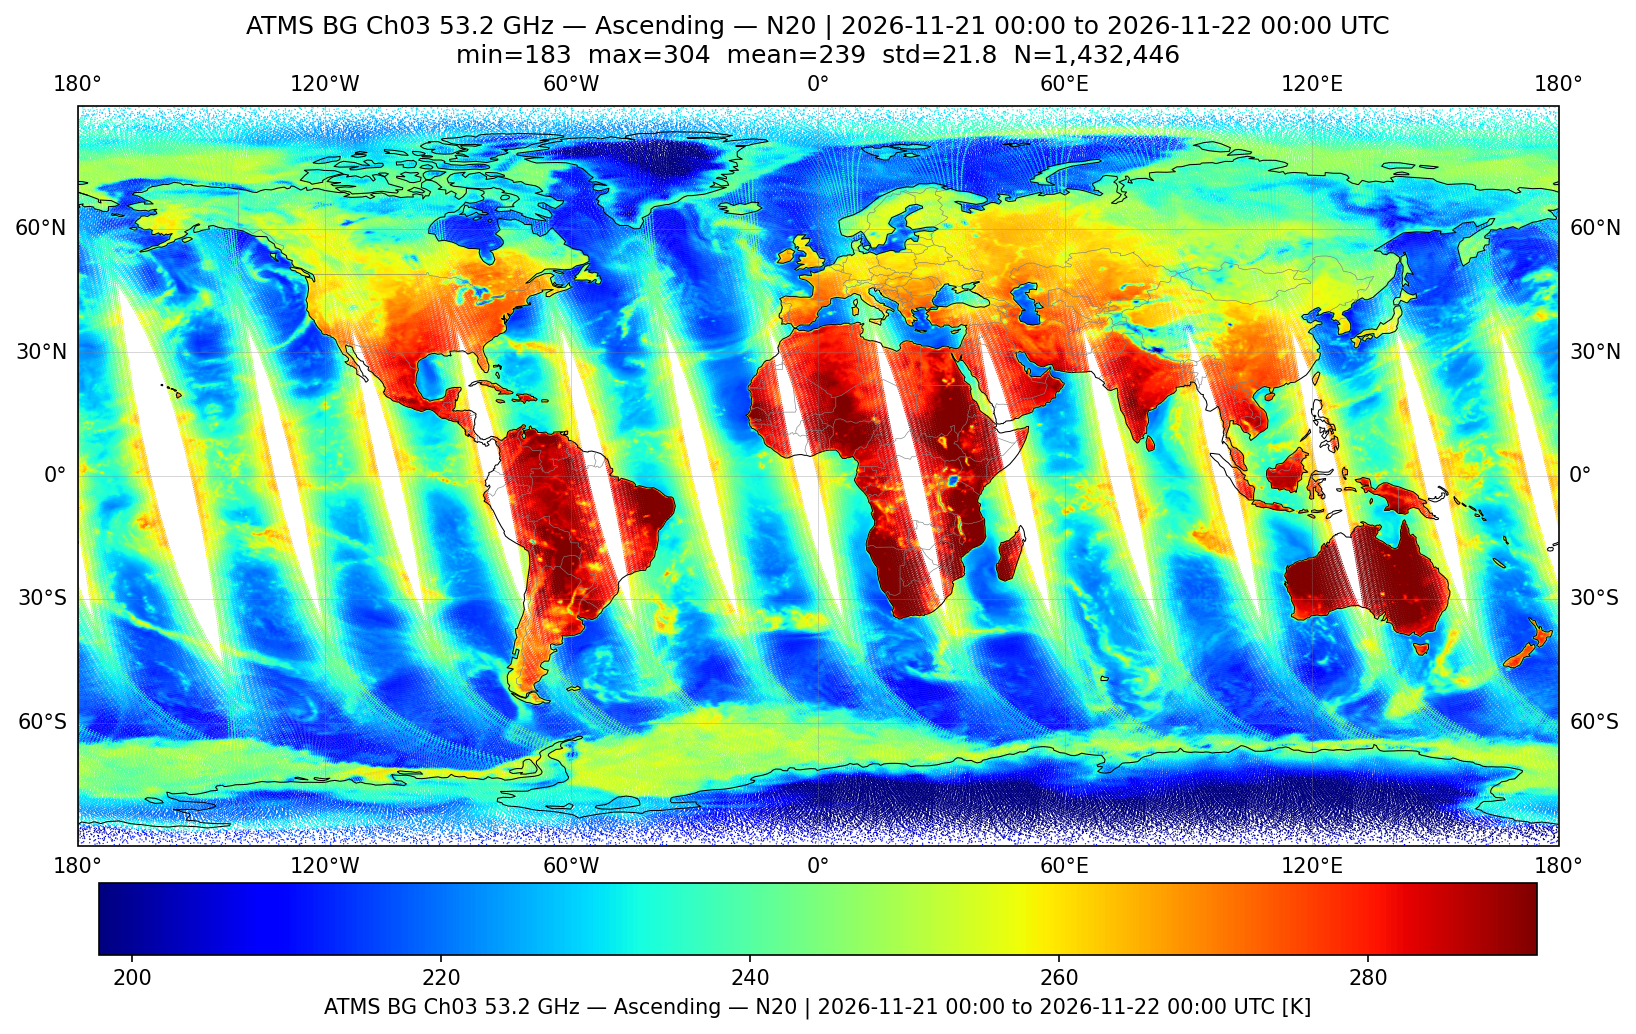 ATMS BG Ch03 53.2 GHz — Ascending — N20 | 2026-11-21 00:00 to 2026-11-22 00:00 UTC
min=183 max=304 mean=239 std=21.8 N=1,432,446
180° 120°W 60°W 0° 60°E 120°E 180°
60°N 60°N
30°N 30°N
0° 0°
30°S 30°S
60°S 60°S
180° 120°W 60°W 0° 60°E 120°E 180°
200 220 240 260 280
ATMS BG Ch03 53.2 GHz — Ascending — N20 | 2026-11-21 00:00 to 2026-11-22 00:00 UTC [K]